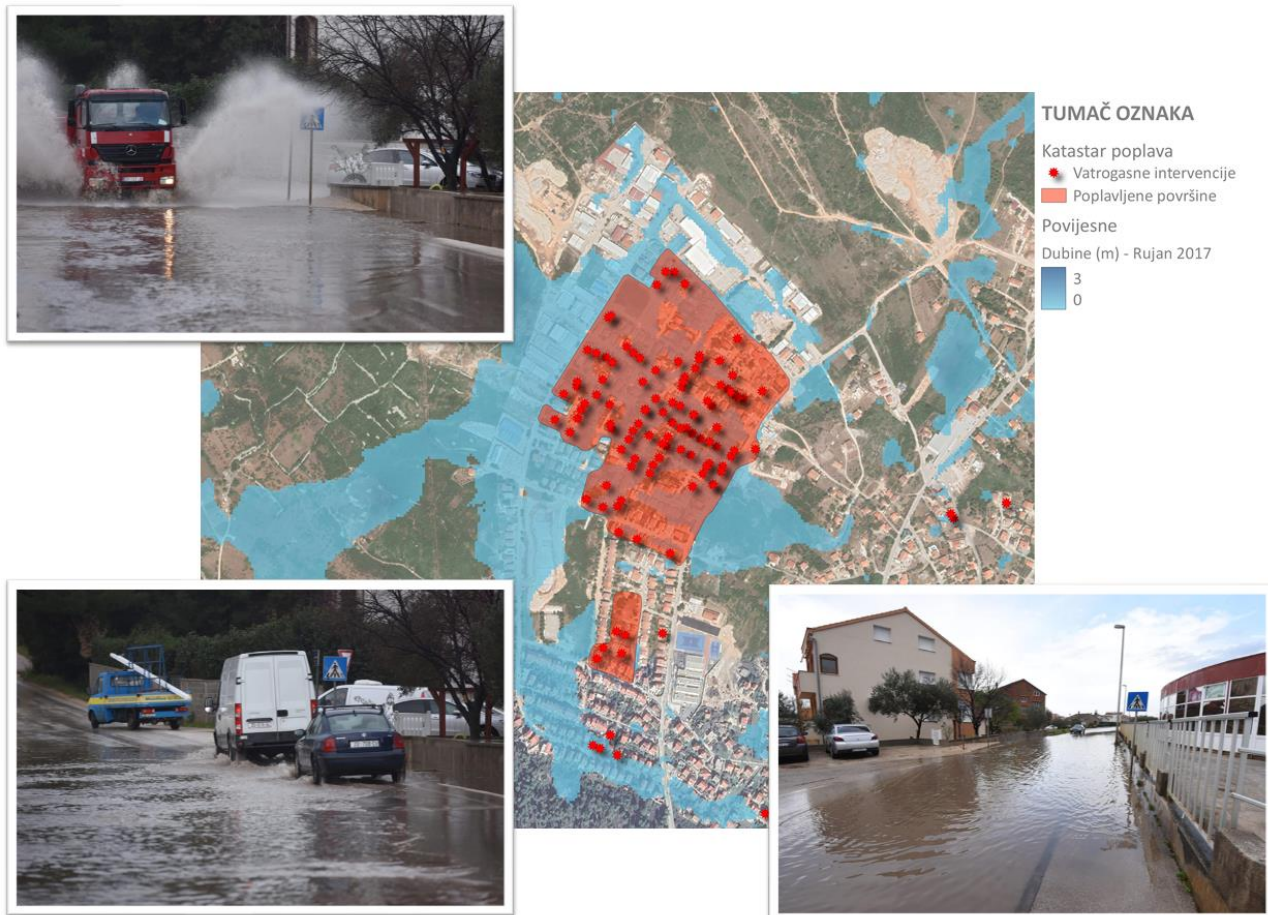 TUMAČ OZNAKA
Katastar poplava
Vatrogasne intervencije
Poplavljene površine
Povijesne
Dubine (m) - Rujan 2017
3
0